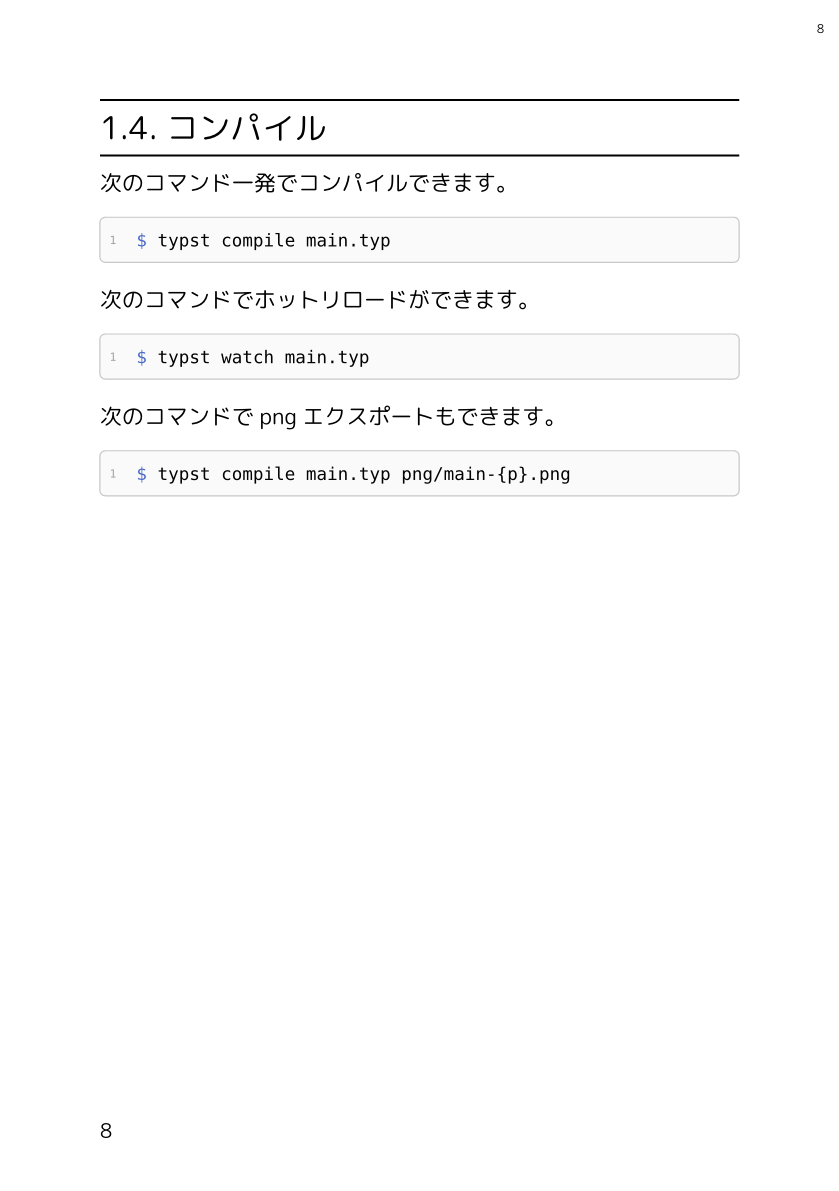 8
1.4. コンパイル
次のコマンド一発でコンパイルできます。
1 $ typst compile main.typ
次のコマンドでホットリロードができます。
1 $ typst watch main.typ
次のコマンドで png エクスポートもできます。
1 $ typst compile main.typ png/main-{p}.png
8